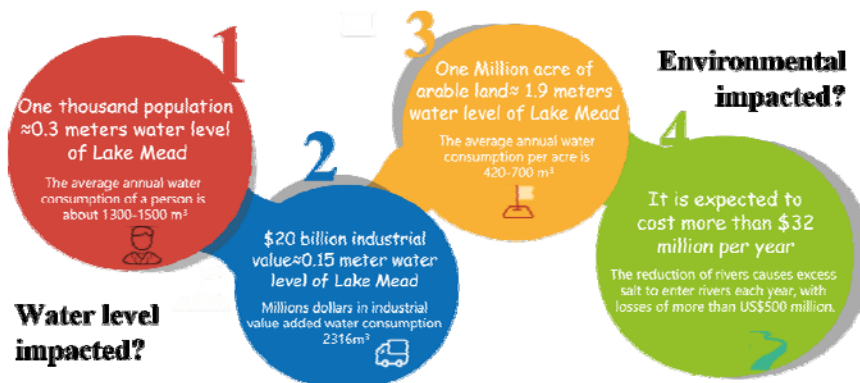 1
One thousand population
≈0.3 meters water level
of Lake Mead
The average annual water
consumption of a person is
about 1300-1500 m³
Water level
impacted?
2
$20 billion industrial
value≈0.15 meter water
level of Lake Mead
Millions dollars in industrial
value added water consumption
2316m³
3
One Million acre of
arable land≈ 1.9 meters
water level of Lake Mead
The average annual water
consumption per acre is
420-700 m³
Environmental
impacted?
4
It is expected to
cost more than $32
million per year
The reduction of rivers causes excess
salt to enter rivers each year, with
losses of more than US$500 million.